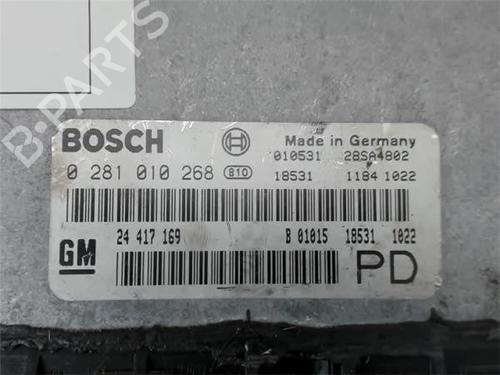 B-PARTS
BOSCH Made in Germany
010531 28SA4802
0 281 010 268 810 18531 1184 1022
24 417 169 B 01015 18531 1022
GM PD